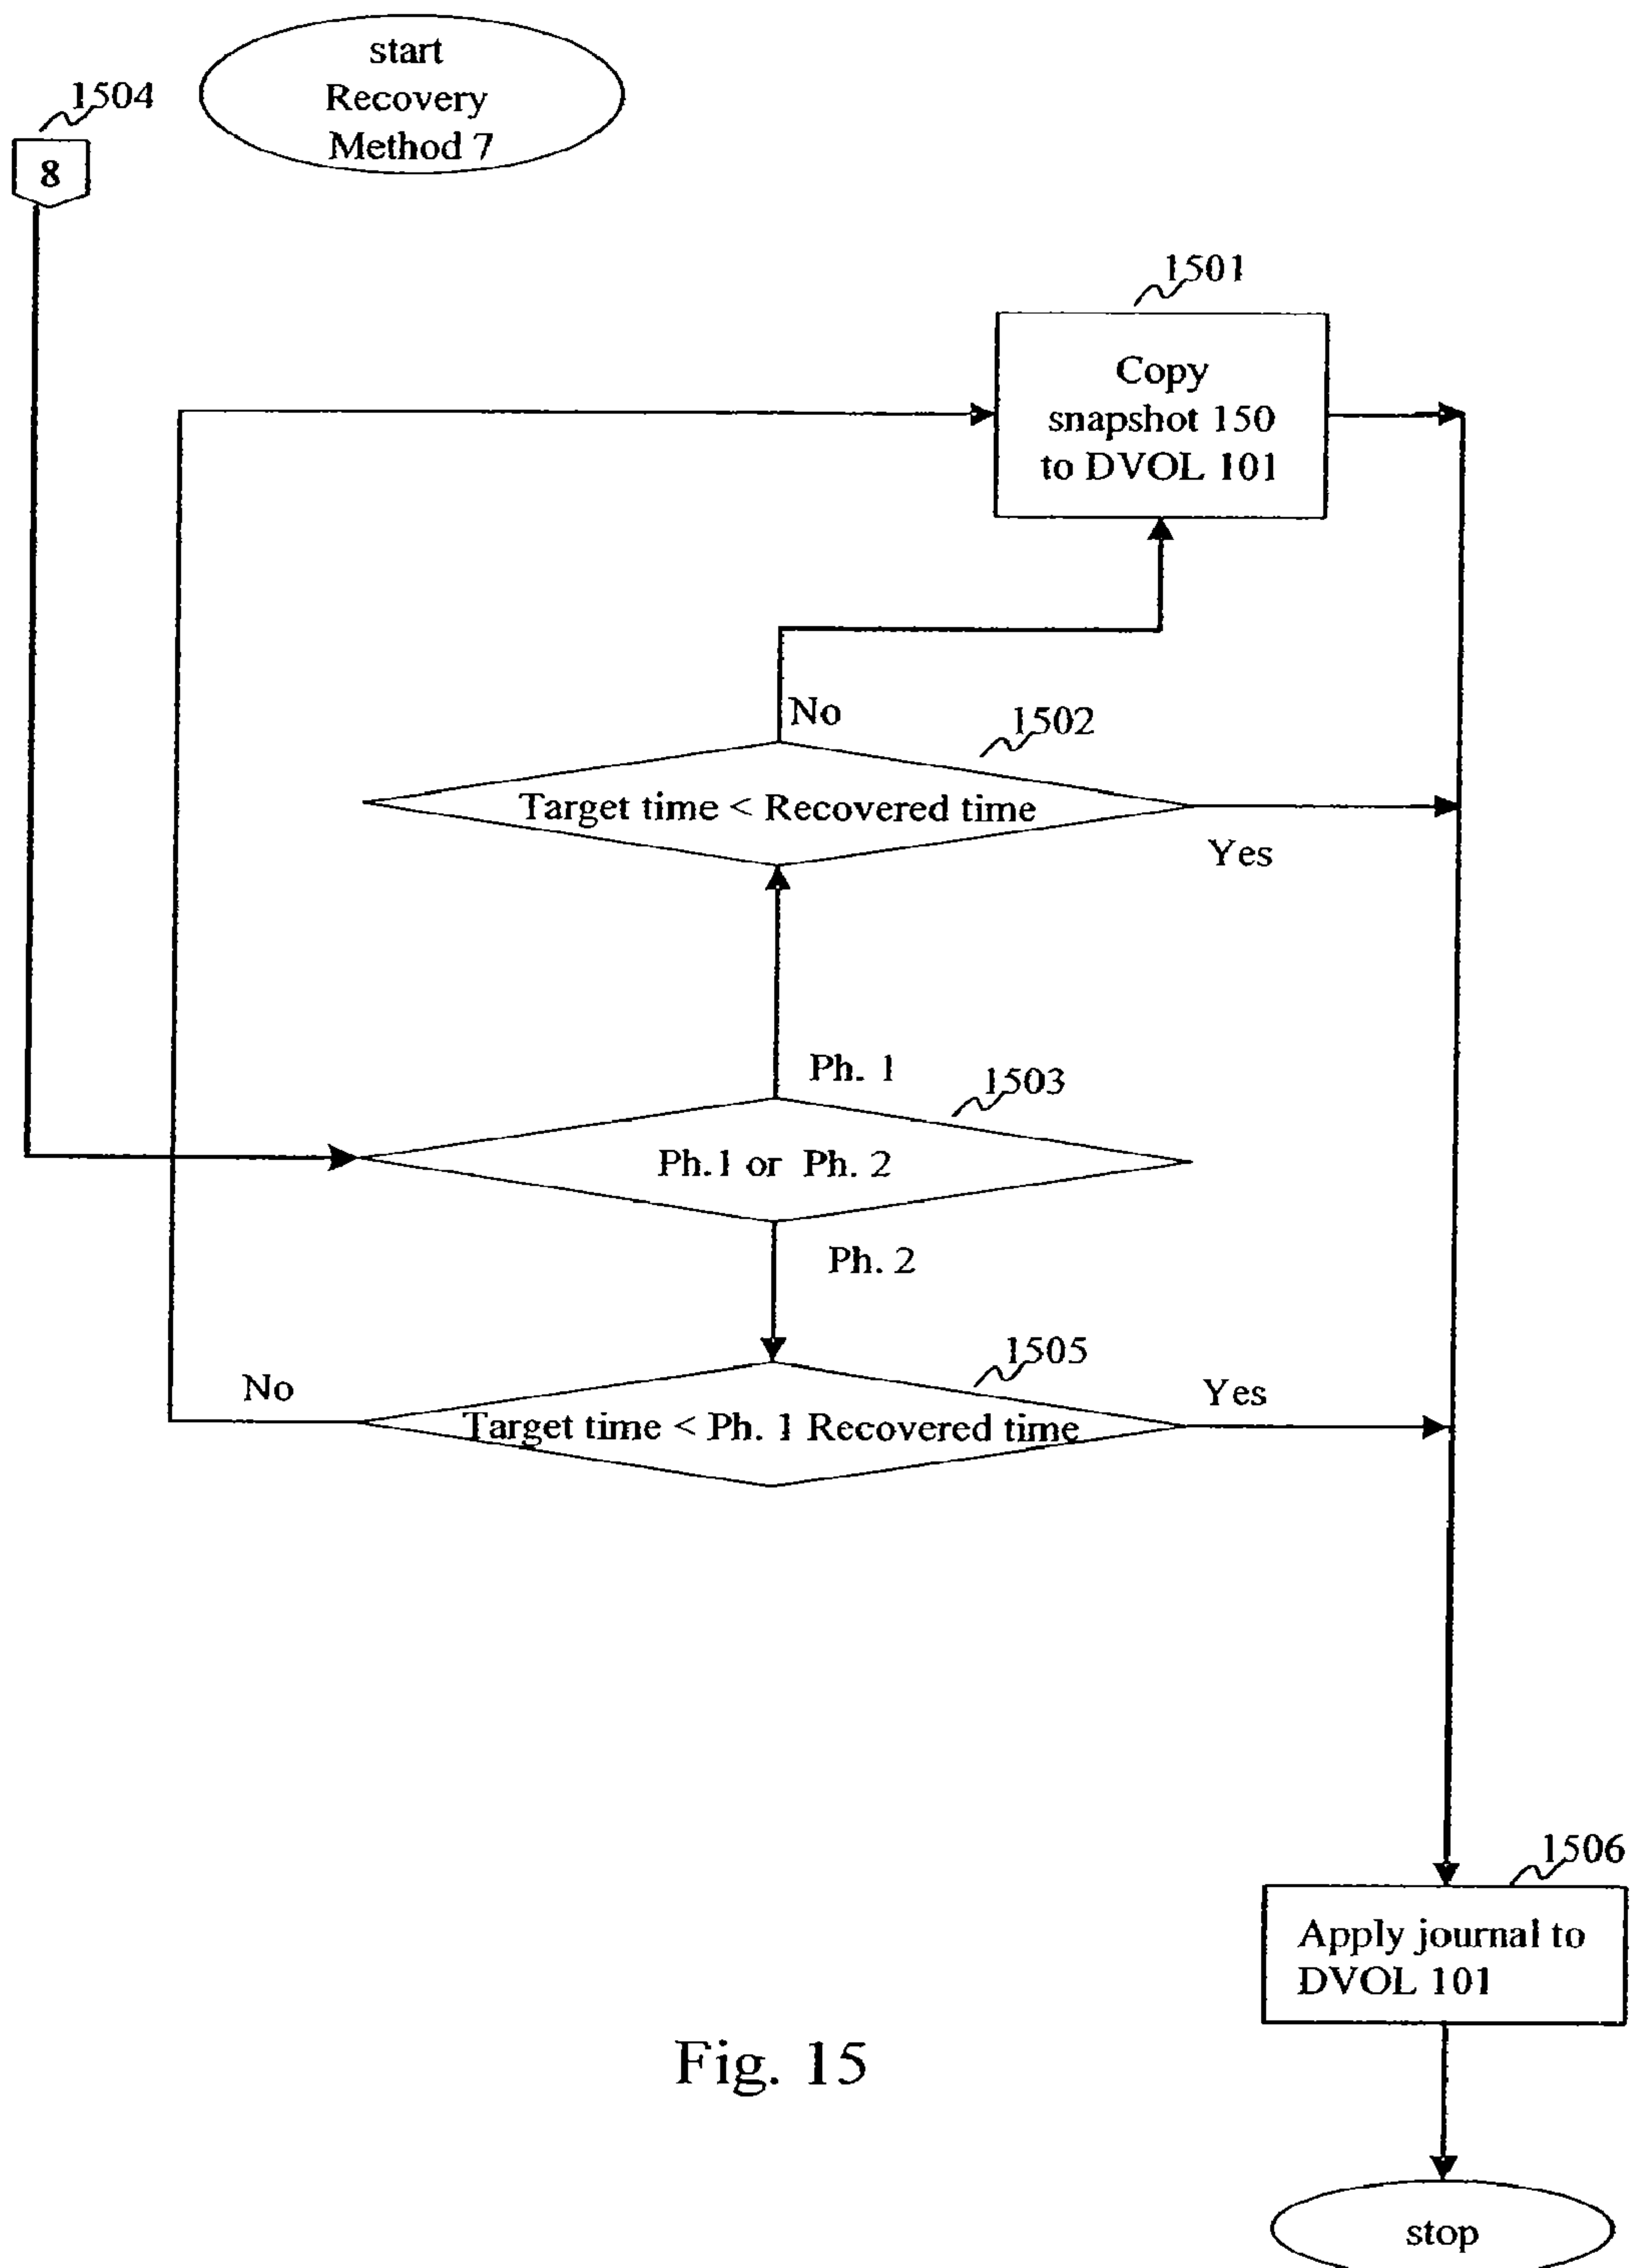 start
Recovery
Method 7
1504
8
1501
Copy
snapshot 150
to DVOL 101
No
1502
Target time < Recovered time
Yes
Ph. 1
1503
Ph.1 or Ph. 2
Ph. 2
1505
No
Yes
Target time < Ph. 1 Recovered time
1506
Apply journal to
DVOL 101
Fig. 15
stop